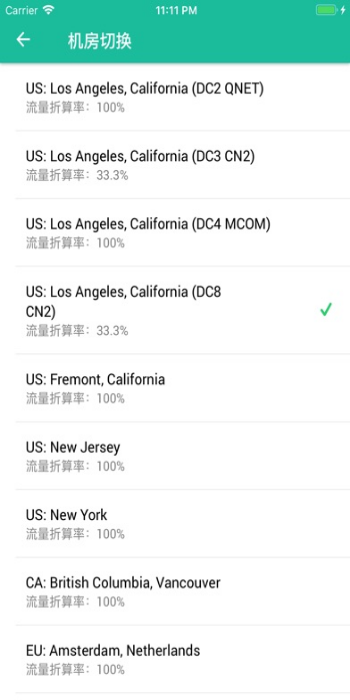 Carrier 11:11 PM
机房切换
US: Los Angeles, California (DC2 QNET)
流量折算率：100%
US: Los Angeles, California (DC3 CN2)
流量折算率：33.3%
US: Los Angeles, California (DC4 MCOM)
流量折算率：100%
US: Los Angeles, California (DC8
CN2)
流量折算率：33.3%
US: Fremont, California
流量折算率：100%
US: New Jersey
流量折算率：100%
US: New York
流量折算率：100%
CA: British Columbia, Vancouver
流量折算率：100%
EU: Amsterdam, Netherlands
流量折算率：100%